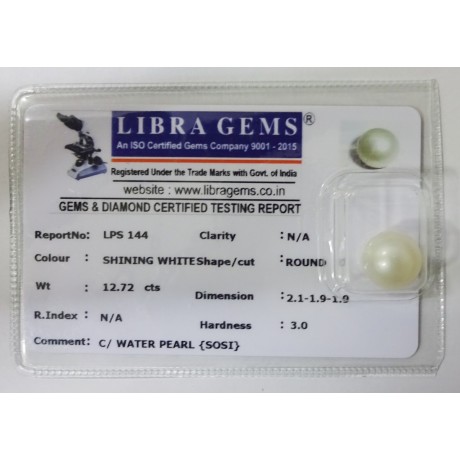 LIBRA GEMS ®
An ISO Certified Gems Company 9001 - 2015
Registered Under the Trade Marks with Govt. of India
website : www.libragems.co.in
GEMS & DIAMOND CERTIFIED TESTING REPORT
ReportNo: LPS 144 Clarity : N/A
Colour : SHINING WHITE Shape/cut : ROUND
Wt : 12.72 cts
Dimension : 2.1-1.9-1.9
R.Index : N/A
Hardness : 3.0
Comment: C/ WATER PEARL {SOSI}